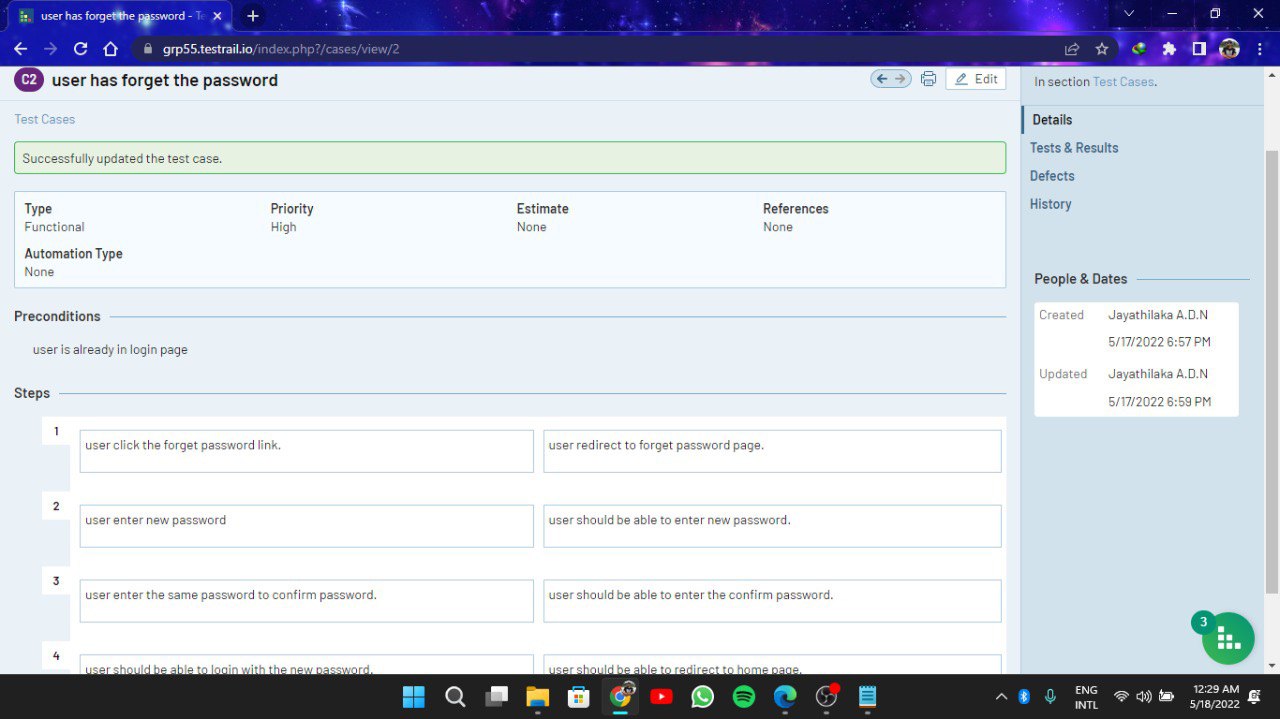 user has forget the password - Te
grp55.testrail.io/index.php?/cases/view/2
C2 user has forget the password
Edit
In section Test Cases.
Test Cases
Details
Successfully updated the test case.
Tests & Results
Defects
History
Type Priority Estimate References
Functional High None None
Automation Type
None
People & Dates
Created Jayathilaka A.D.N
5/17/2022 6:57 PM
Updated Jayathilaka A.D.N
5/17/2022 6:59 PM
Preconditions
user is already in login page
Steps
1 user click the forget password link. user redirect to forget password page.
2 user enter new password user should be able to enter new password.
3 user enter the same password to confirm password. user should be able to enter the confirm password.
4 user should be able to login with the new password. user should be able to redirect to home page.
3
ENG
INTL
12:29 AM
5/18/2022